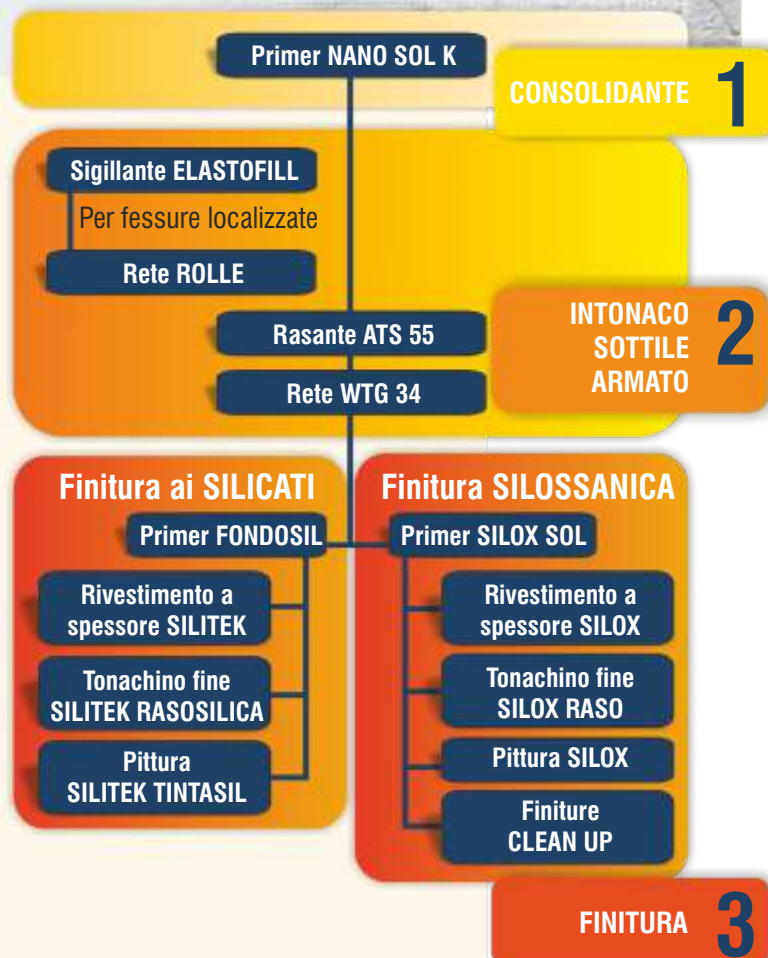 Primer NANO SOL K
CONSOLIDANTE 1
Sigillante ELASTOFILL
Per fessure localizzate
Rete ROLLE
Rasante ATS 55
Rete WTG 34
INTONACO
SOTTILE
ARMATO
2
Finitura ai SILICATI
Primer FONDOSIL
Rivestimento a
spessore SILITEK
Tonachino fine
SILITEK RASOSILICA
Pittura
SILITEK TINTASIL
Finitura SILOSSANICA
Primer SILOX SOL
Rivestimento a
spessore SILOX
Tonachino fine
SILOX RASO
Pittura SILOX
Finiture
CLEAN UP
FINITURA 3